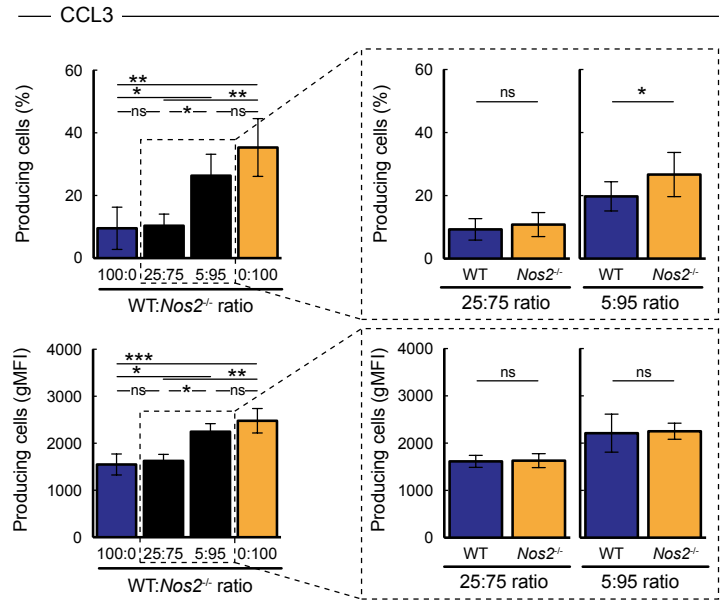 CCL3
Producing cells (%)
60
40
20
0
**
*
**
ns
*
ns
100:0 25:75 5:95 0:100
WT:Nos2-/- ratio
Producing cells (%)
60
40
20
0
ns
*
WT Nos2-/- WT Nos2-/-
25:75 ratio 5:95 ratio
Producing cells (gMFI)
4000
3000
2000
1000
0
***
*
**
ns
*
ns
100:0 25:75 5:95 0:100
WT:Nos2-/- ratio
Producing cells (gMFI)
4000
3000
2000
1000
0
ns
ns
WT Nos2-/- WT Nos2-/-
25:75 ratio 5:95 ratio